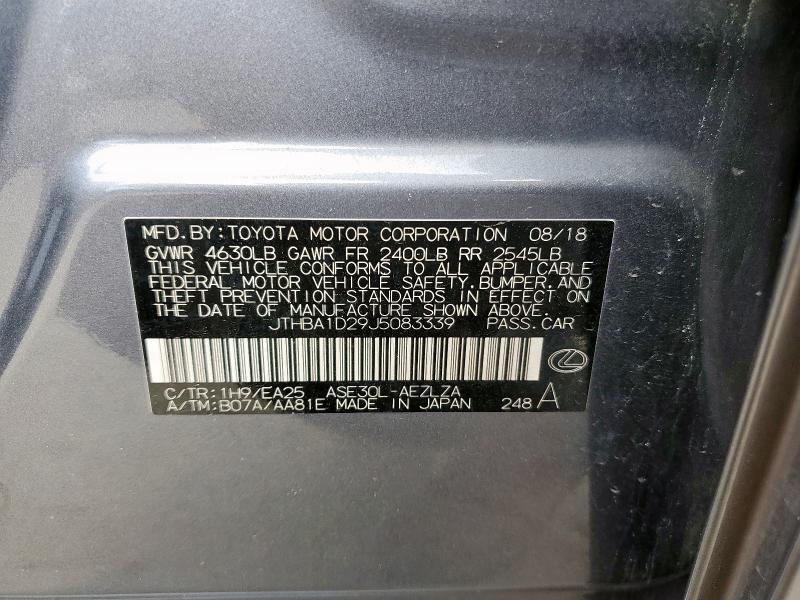 MFD.BY:TOYOTA MOTOR CORPORATION 08/18
GVWR 4630LB GAWR FR 2400LB RR 2545LB
THIS VEHICLE CONFORMS TO ALL APPLICABLE
FEDERAL MOTOR VEHICLE SAFETY,BUMPER,AND
THEFT PREVENTION STANDARDS IN EFFECT ON
THE DATE OF MANUFACTURE SHOWN ABOVE.
JTHBA1D29J5083339 PASS.CAR
C/TR:1H9/EA25 ASE30L-AEZLZA
A/TM:B07A/AA81E MADE IN JAPAN 248 A